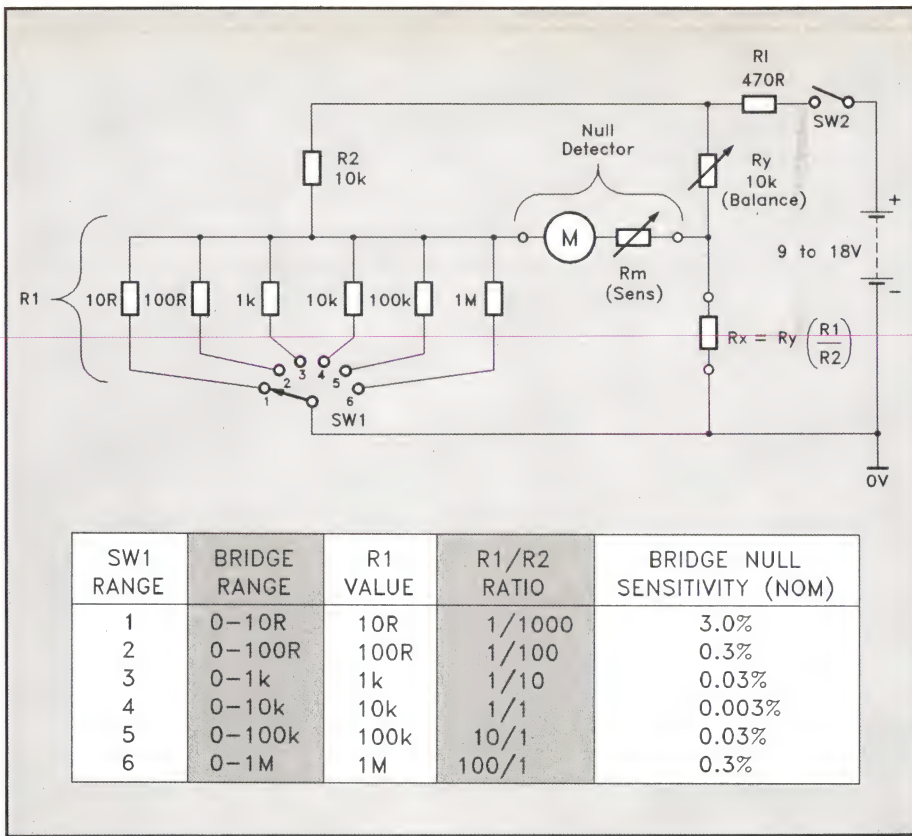 RI
470R
SW2
Null
Detector
R2
10k
Ry
10k
(Balance)
+
9 to 18V
−
M
Rm
(Sens)
R1
10R
100R
1k
10k
100k
1M
Rx = Ry (R1/R2)
1
2
3
4
5
6
SW1
0V
SW1 RANGE | BRIDGE RANGE | R1 VALUE | R1/R2 RATIO | BRIDGE NULL SENSITIVITY (NOM)
1 0-10R 10R 1/1000 3.0%
2 0-100R 100R 1/100 0.3%
3 0-1k 1k 1/10 0.03%
4 0-10k 10k 1/1 0.003%
5 0-100k 100k 10/1 0.03%
6 0-1M 1M 100/1 0.3%